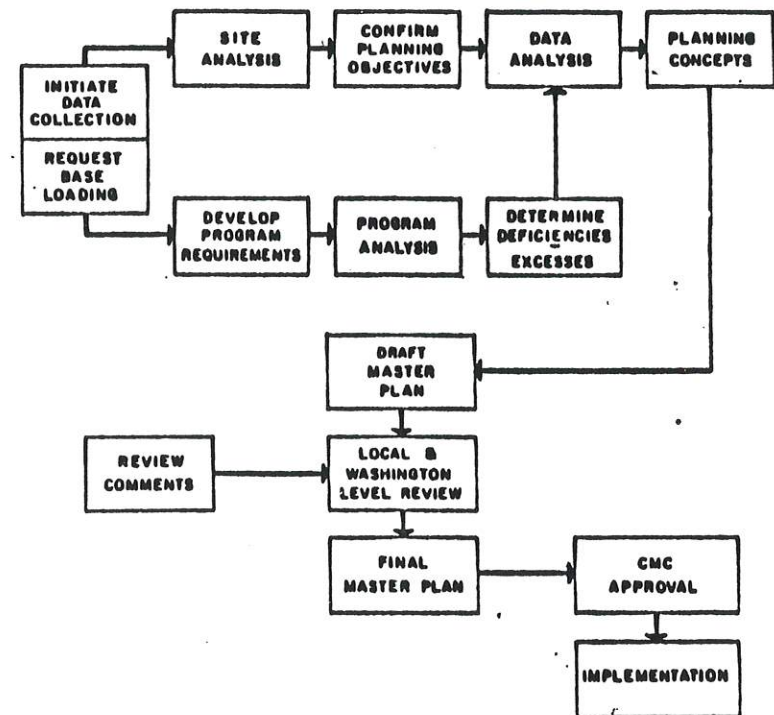 INITIATE
DATA
COLLECTION
REQUEST
BASE
LOADING
SITE
ANALYSIS
CONFIRM
PLANNING
OBJECTIVES
DATA
ANALYSIS
PLANNING
CONCEPTS
DEVELOP
PROGRAM
REQUIREMENTS
PROGRAM
ANALYSIS
DETERMINE
DEFICIENCIES
EXCESSES
DRAFT
MASTER
PLAN
REVIEW
COMMENTS
LOCAL &
WASHINGTON
LEVEL REVIEW
FINAL
MASTER PLAN
CMC
APPROVAL
IMPLEMENTATION